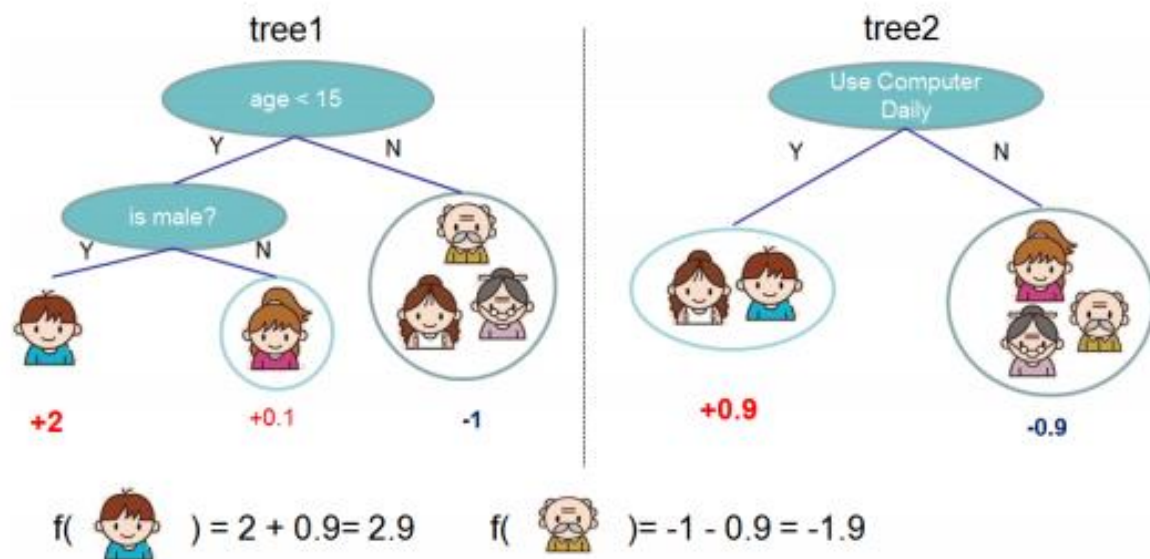 tree1
age < 15
Y
N
is male?
Y
N
+2
+0.1
-1
tree2
Use Computer
Daily
Y
N
+0.9
-0.9
f( ) = 2 + 0.9= 2.9
f( )= -1 - 0.9 = -1.9